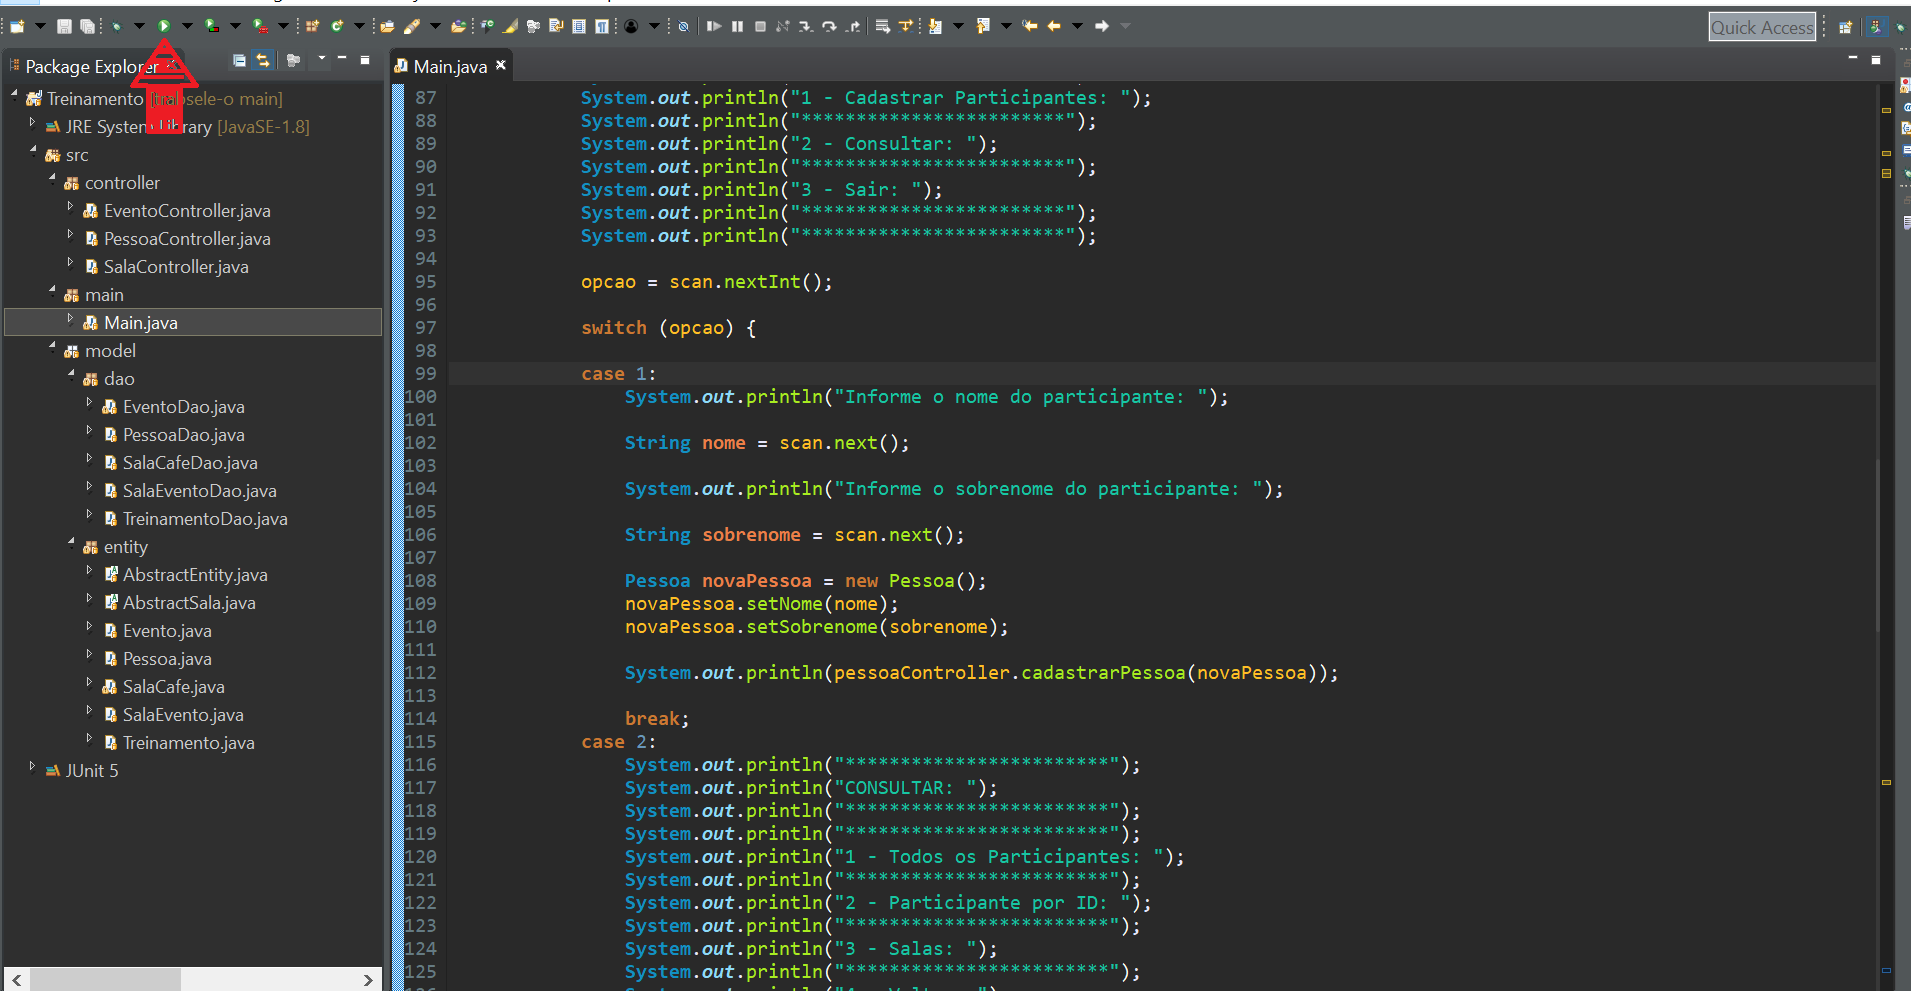 Quick Access
Package Explorer
Main.java
Treinamento [trabsele-o main]
JRE System Library [JavaSE-1.8]
src
controller
EventoController.java
PessoaController.java
SalaController.java
main
Main.java
model
dao
EventoDao.java
PessoaDao.java
SalaCafeDao.java
SalaEventoDao.java
TreinamentoDao.java
entity
AbstractEntity.java
AbstractSala.java
Evento.java
Pessoa.java
SalaCafe.java
SalaEvento.java
Treinamento.java
JUnit 5
87 System.out.println("1 - Cadastrar Participantes: ");
88 System.out.println("************************");
89 System.out.println("2 - Consultar: ");
90 System.out.println("************************");
91 System.out.println("3 - Sair: ");
92 System.out.println("************************");
93 System.out.println("************************");
94
95 opcao = scan.nextInt();
96
97 switch (opcao) {
98
99 case 1:
100 System.out.println("Informe o nome do participante: ");
101
102 String nome = scan.next();
103
104 System.out.println("Informe o sobrenome do participante: ");
105
106 String sobrenome = scan.next();
107
108 Pessoa novaPessoa = new Pessoa();
109 novaPessoa.setNome(nome);
110 novaPessoa.setSobrenome(sobrenome);
111
112 System.out.println(pessoaController.cadastrarPessoa(novaPessoa));
113
114 break;
115 case 2:
116 System.out.println("************************");
117 System.out.println("CONSULTAR: ");
118 System.out.println("************************");
119 System.out.println("************************");
120 System.out.println("1 - Todos os Participantes: ");
121 System.out.println("************************");
122 System.out.println("2 - Participante por ID: ");
123 System.out.println("************************");
124 System.out.println("3 - Salas: ");
125 System.out.println("************************");